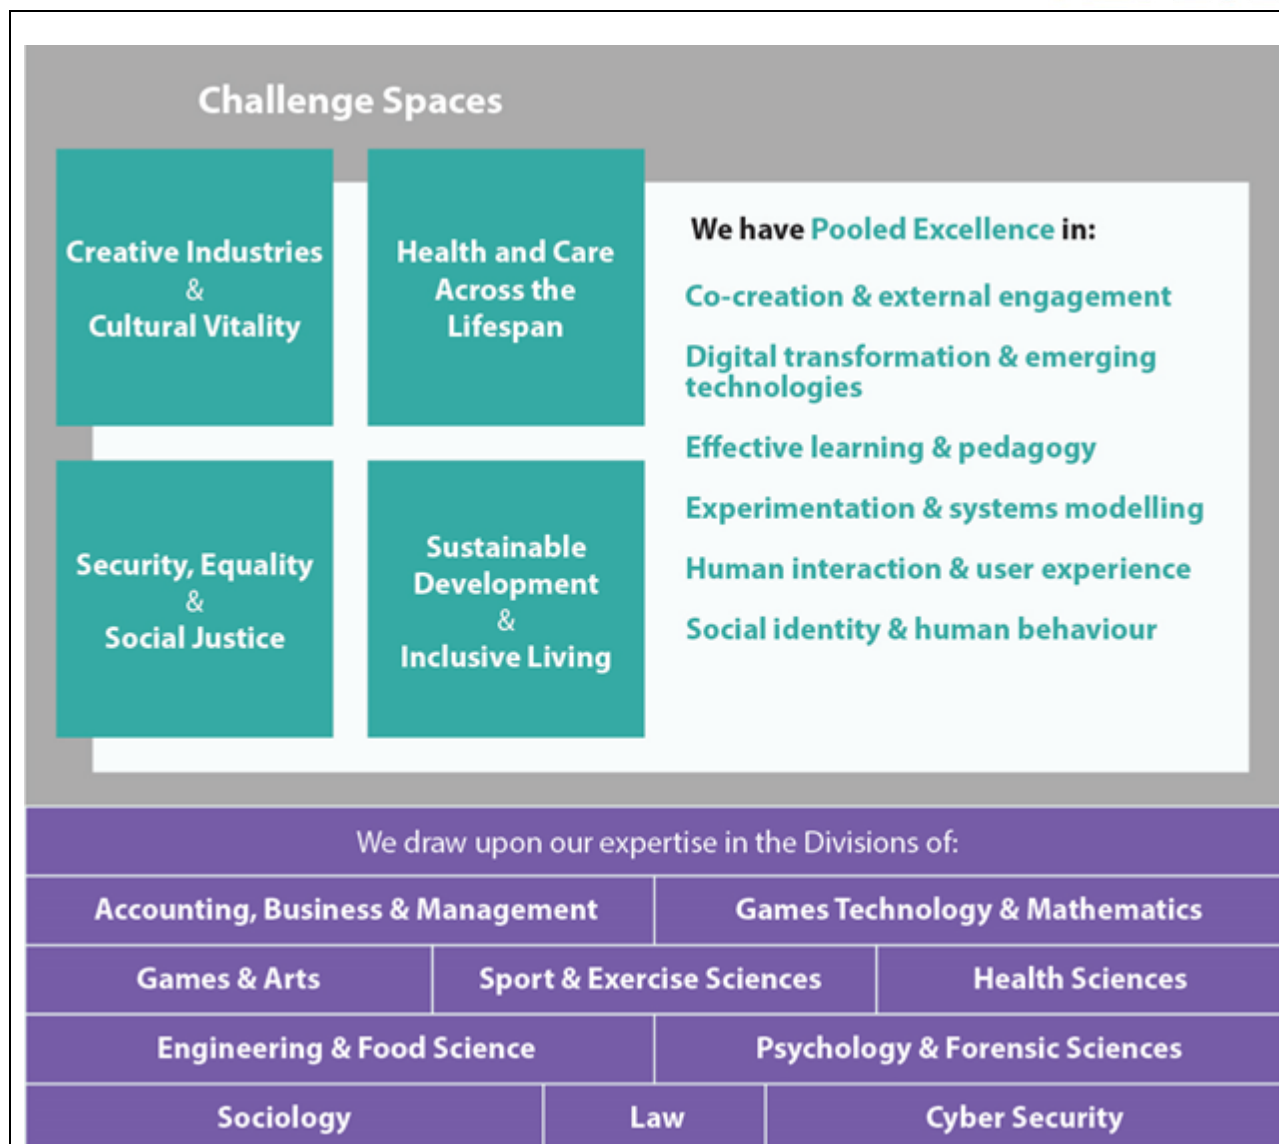 Challenge Spaces
Creative Industries
&
Cultural Vitality
Health and Care
Across the
Lifespan
Security, Equality
&
Social Justice
Sustainable
Development
&
Inclusive Living
We have Pooled Excellence in:
Co-creation & external engagement
Digital transformation & emerging
technologies
Effective learning & pedagogy
Experimentation & systems modelling
Human interaction & user experience
Social identity & human behaviour
We draw upon our expertise in the Divisions of:
Accounting, Business & Management
Games Technology & Mathematics
Games & Arts
Sport & Exercise Sciences
Health Sciences
Engineering & Food Science
Psychology & Forensic Sciences
Sociology
Law
Cyber Security